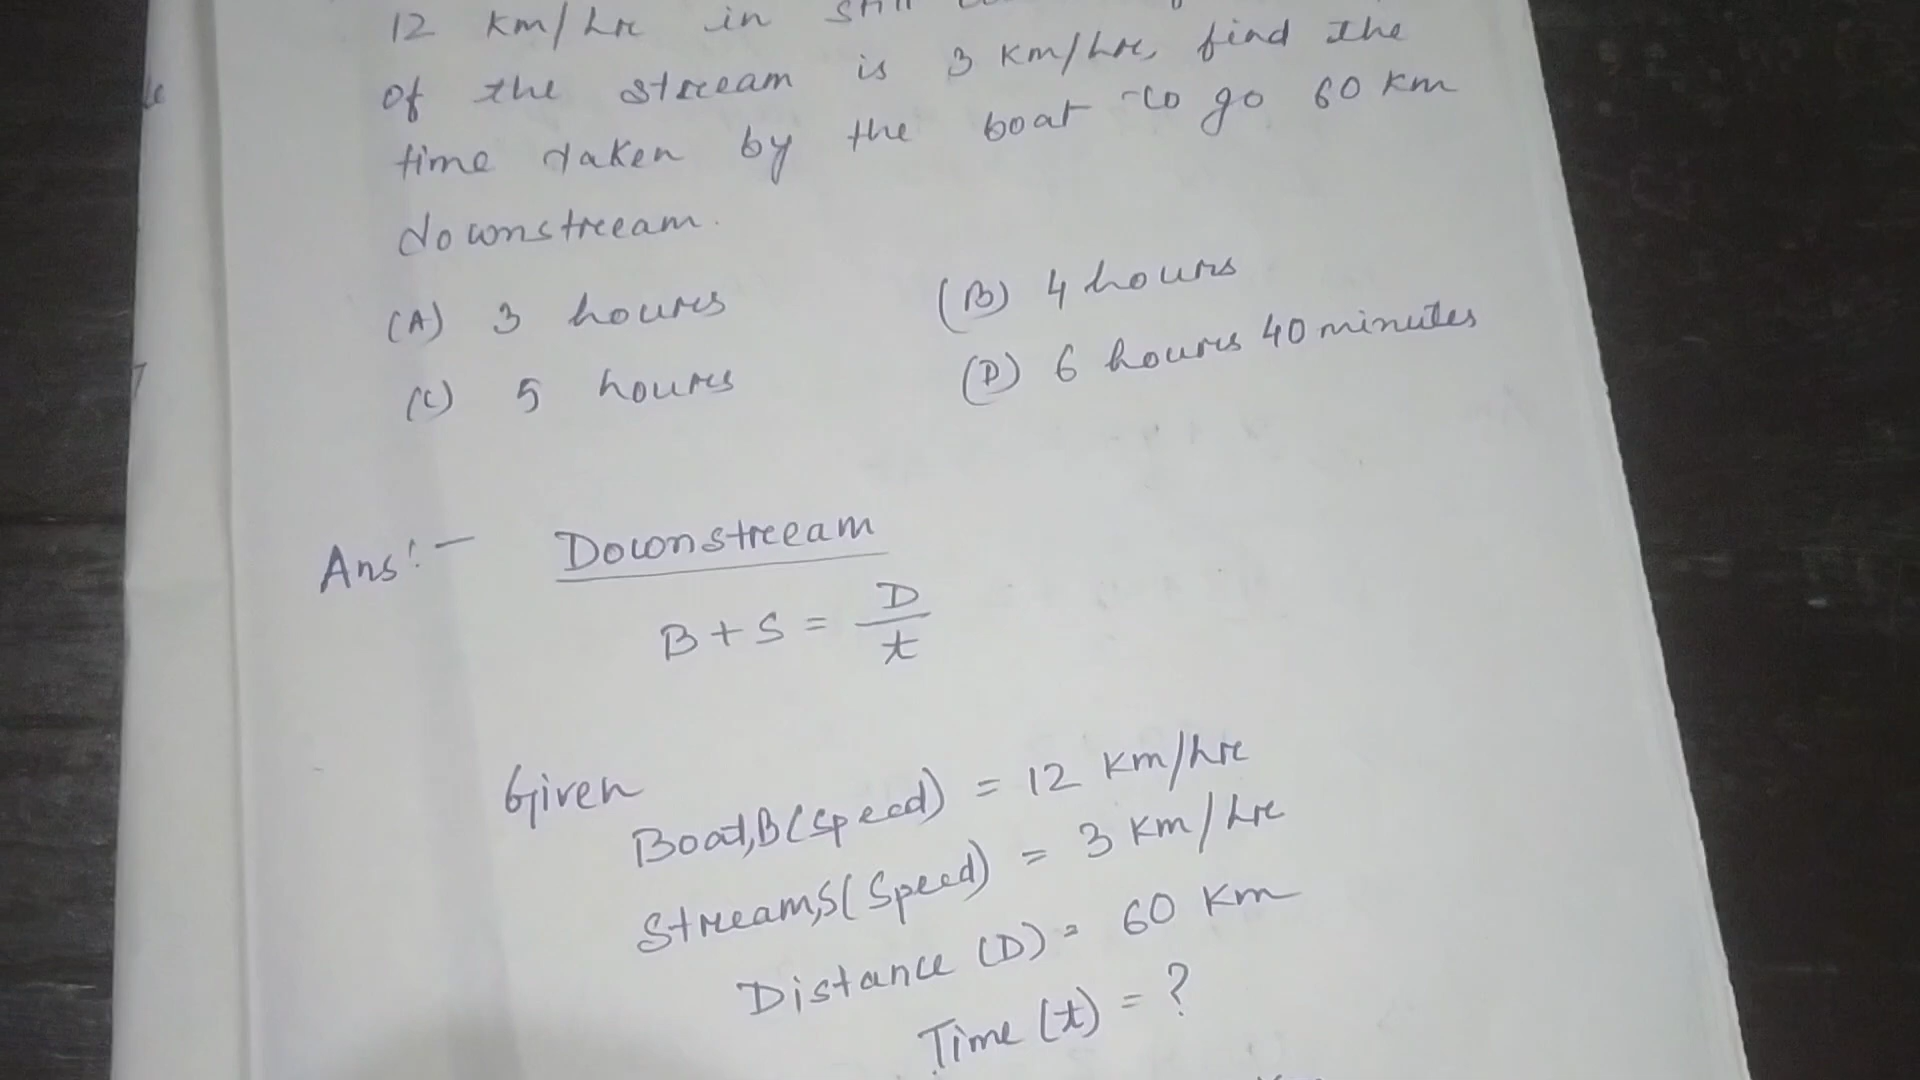 12 km/hr in still
of the stream is 3 km/hr, find the
time taken by the boat to go 60 km
downstream.
(A) 3 hours (B) 4 hours
(C) 5 hours (D) 6 hours 40 minutes
Ans:- Downstream
B + S = D/t
Given
Boat,B(Speed) = 12 km/hr
Stream,S(Speed) = 3 km/hr
Distance (D) = 60 km
Time (t) = ?